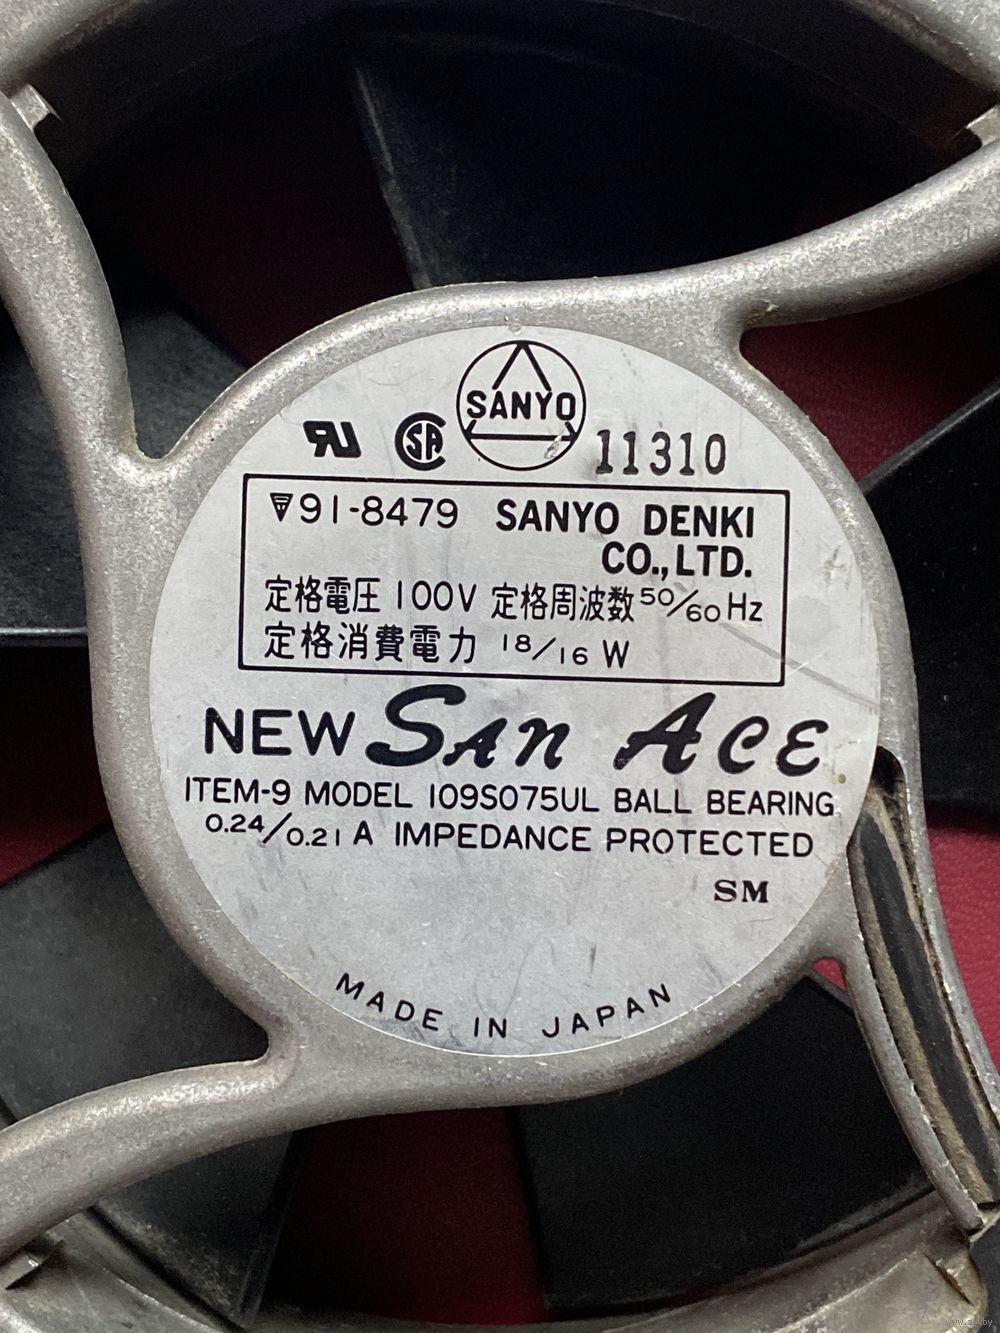 SANYO
UR SA 11310
91-8479 SANYO DENKI
CO., LTD.
定格電圧 100V 定格周波数 50/60 Hz
定格消費電力 18/16 W
NEW SAN ACE
ITEM-9 MODEL 109S075UL BALL BEARING
0.24/0.21 A IMPEDANCE PROTECTED
SM
MADE IN JAPAN